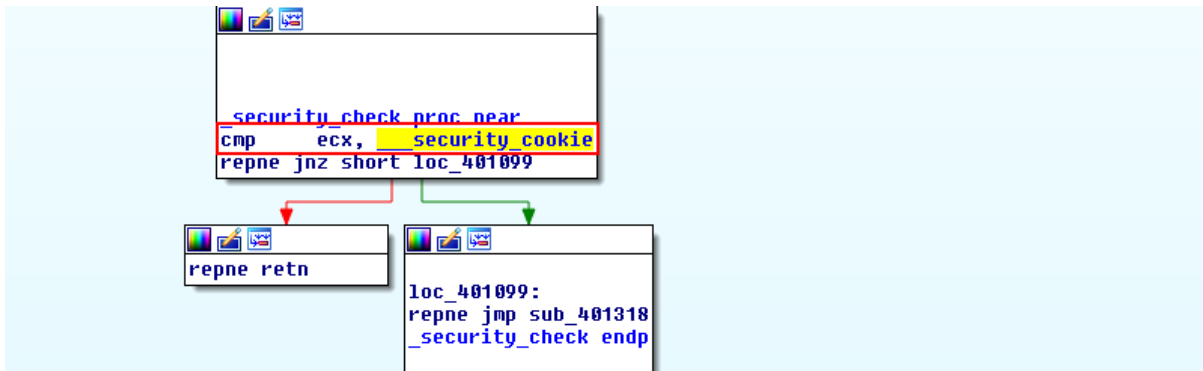 _security_check proc near
cmp ecx, ___security_cookie
repne jnz short loc_401099
repne retn
loc_401099:
repne jmp sub_401318
_security_check endp